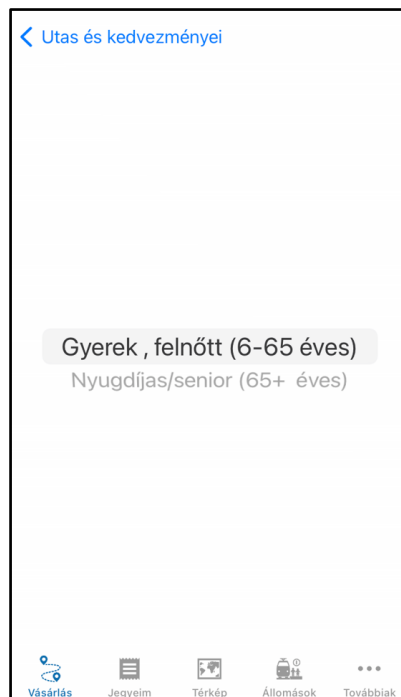 Utas és kedvezményei
Gyerek , felnőtt (6-65 éves)
Nyugdíjas/senior (65+  éves)
Vásárlás Jegyeim Térkép Állomások Továbbiak